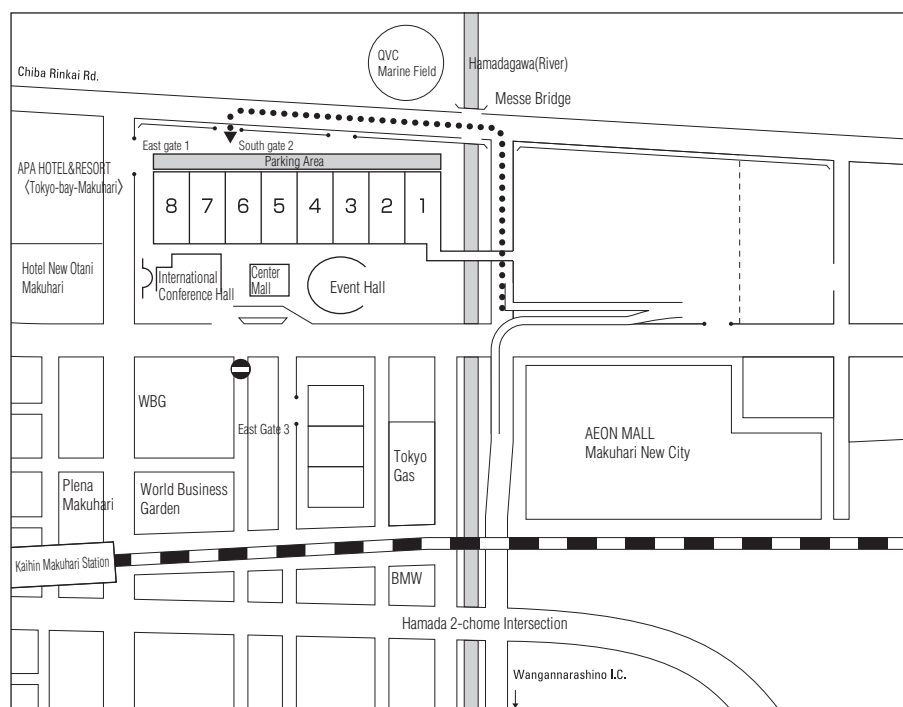 QVC
Marine Field
Hamadagawa(River)
Chiba Rinkai Rd.
Messe Bridge
East gate 1
South gate 2
Parking Area
APA HOTEL&RESORT
〈Tokyo-bay-Makuhari〉
8 7 6 5 4 3 2 1
Hotel New Otani
Makuhari
International
Conference Hall
Center
Mall
Event Hall
WBG
East Gate 3
AEON MALL
Makuhari New City
Tokyo
Gas
Plena
Makuhari
World Business
Garden
Kaihin Makuhari Station
BMW
Hamada 2-chome Intersection
Wangannarashino I.C.